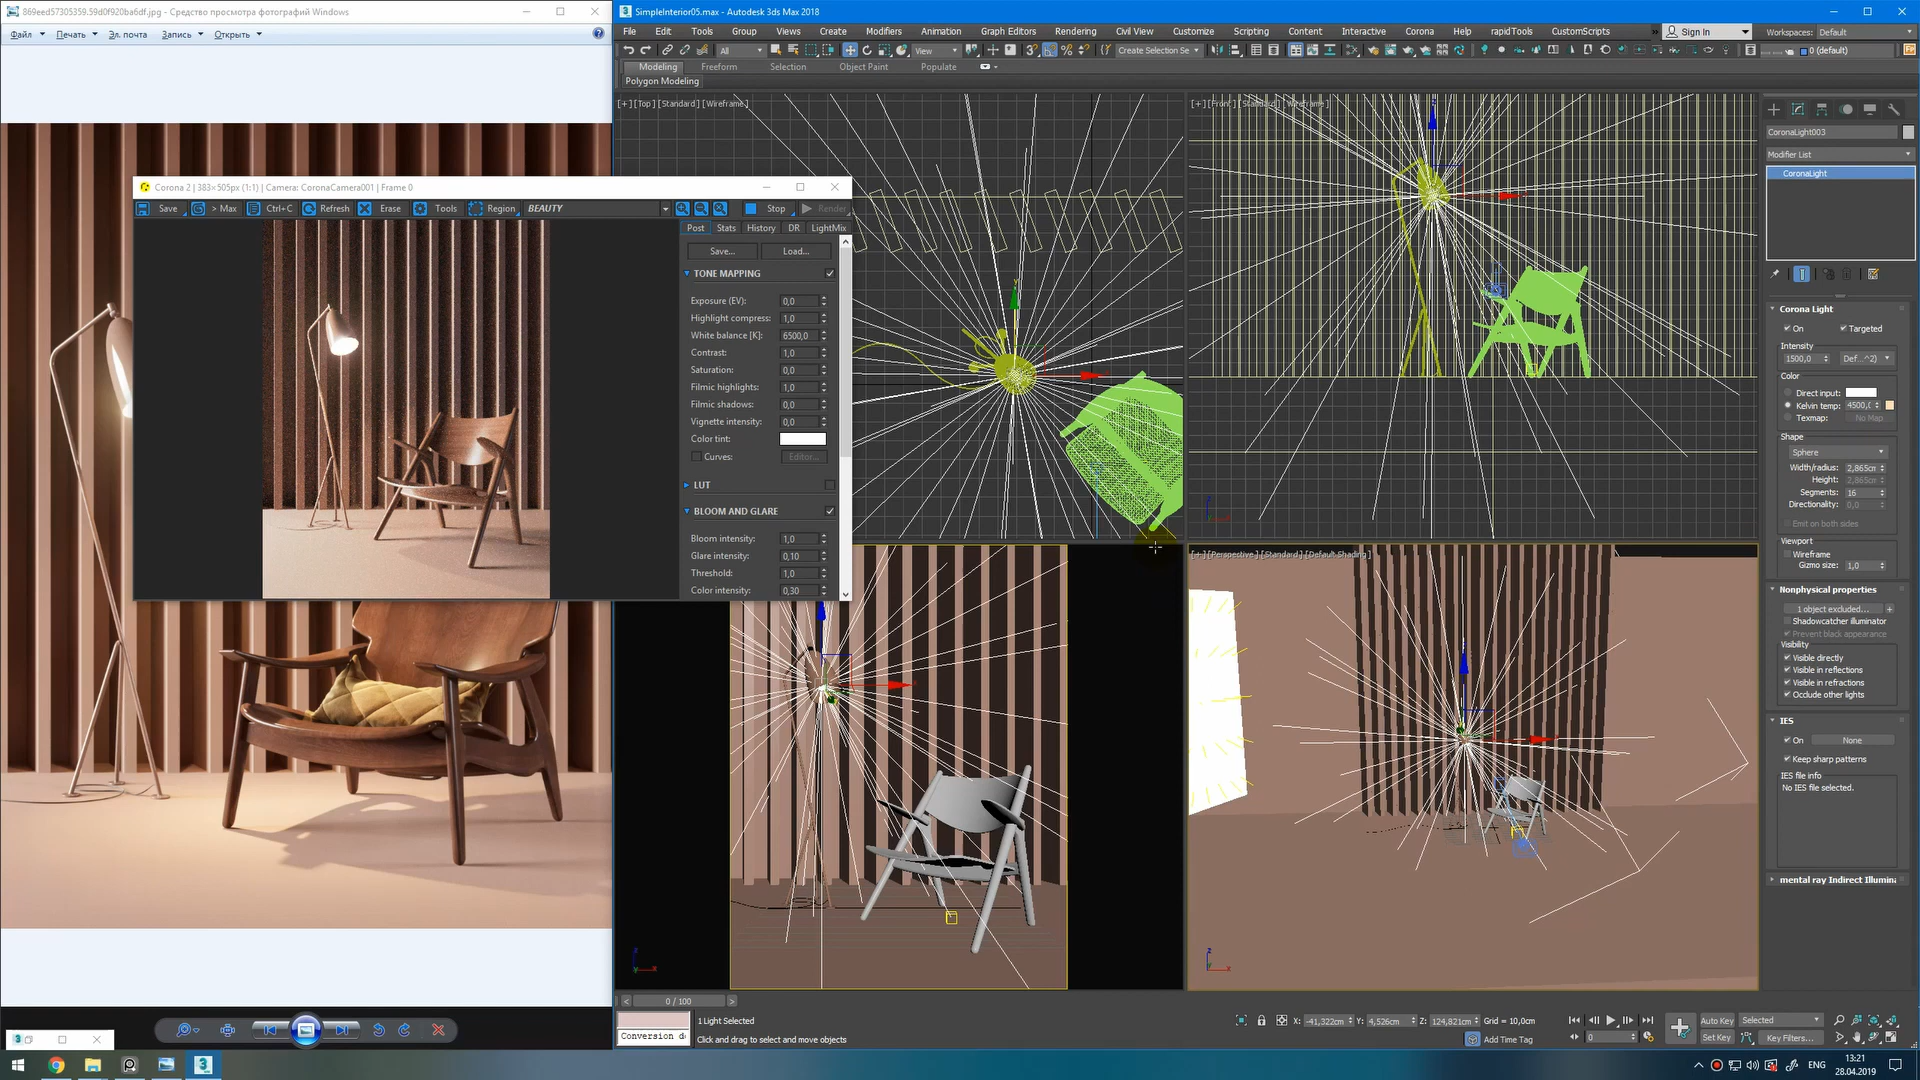 869eed57305359.59d0f920ba6df.jpg - Средство просмотра фотографий Windows
Файл Печать Эл. почта Запись Открыть
SimpleInterior05.max - Autodesk 3ds Max 2018
File Edit Tools Group Views Create Modifiers Animation Graph Editors Rendering Civil View Customize Scripting Content Interactive Corona Help rapidTools CustomScripts
Sign In
Workspaces: Default
All
View
Create Selection Se
0 (default)
Modeling Freeform Selection Object Paint Populate
Polygon Modeling
[+] [Top] [Standard] [Wireframe]
[+] [Front] [Standard] [Wireframe]
Corona 2 | 383×505px (1:1) | Camera: CoronaCamera001 | Frame 0
Save > Max Ctrl+C Refresh Erase Tools Region BEAUTY Stop Render
Post Stats History DR LightMix
Save... Load...
TONE MAPPING
Exposure (EV): 0,0
Highlight compress: 1,0
White balance [K]: 6500,0
Contrast: 1,0
Saturation: 0,0
Filmic highlights: 1,0
Filmic shadows: 0,0
Vignette intensity: 0,0
Color tint:
Curves: Editor...
LUT
BLOOM AND GLARE
Bloom intensity: 1,0
Glare intensity: 0,10
Threshold: 1,0
Color intensity: 0,30
[+] [Perspective] [Standard] [Default Shading]
CoronaLight003
Modifier List
CoronaLight
Corona Light
On Targeted
Intensity
1500,0 Def...^2)
Color
Direct input:
Kelvin temp: 4500,(
Texmap: No Map
Shape
Sphere
Width/radius: 2,865cm
Height: 2,865cm
Segments: 16
Directionality: 0,0
Emit on both sides
Viewport
Wireframe
Gizmo size: 1,0
Nonphysical properties
1 object excluded... +
Shadowcatcher illuminator
Prevent black appearance
Visibility
Visible directly
Visible in reflections
Visible in refractions
Occlude other lights
IES
On None
Keep sharp patterns
IES file info
No IES file selected.
mental ray Indirect Illumina
0 / 100
1 Light Selected
Conversion d
Click and drag to select and move objects
X: -41,322cm Y: 4,526cm Z: 124,821cm Grid = 10,0cm
Add Time Tag
0
Auto Key Selected
Set Key Key Filters...
ENG
13:21
28.04.2019